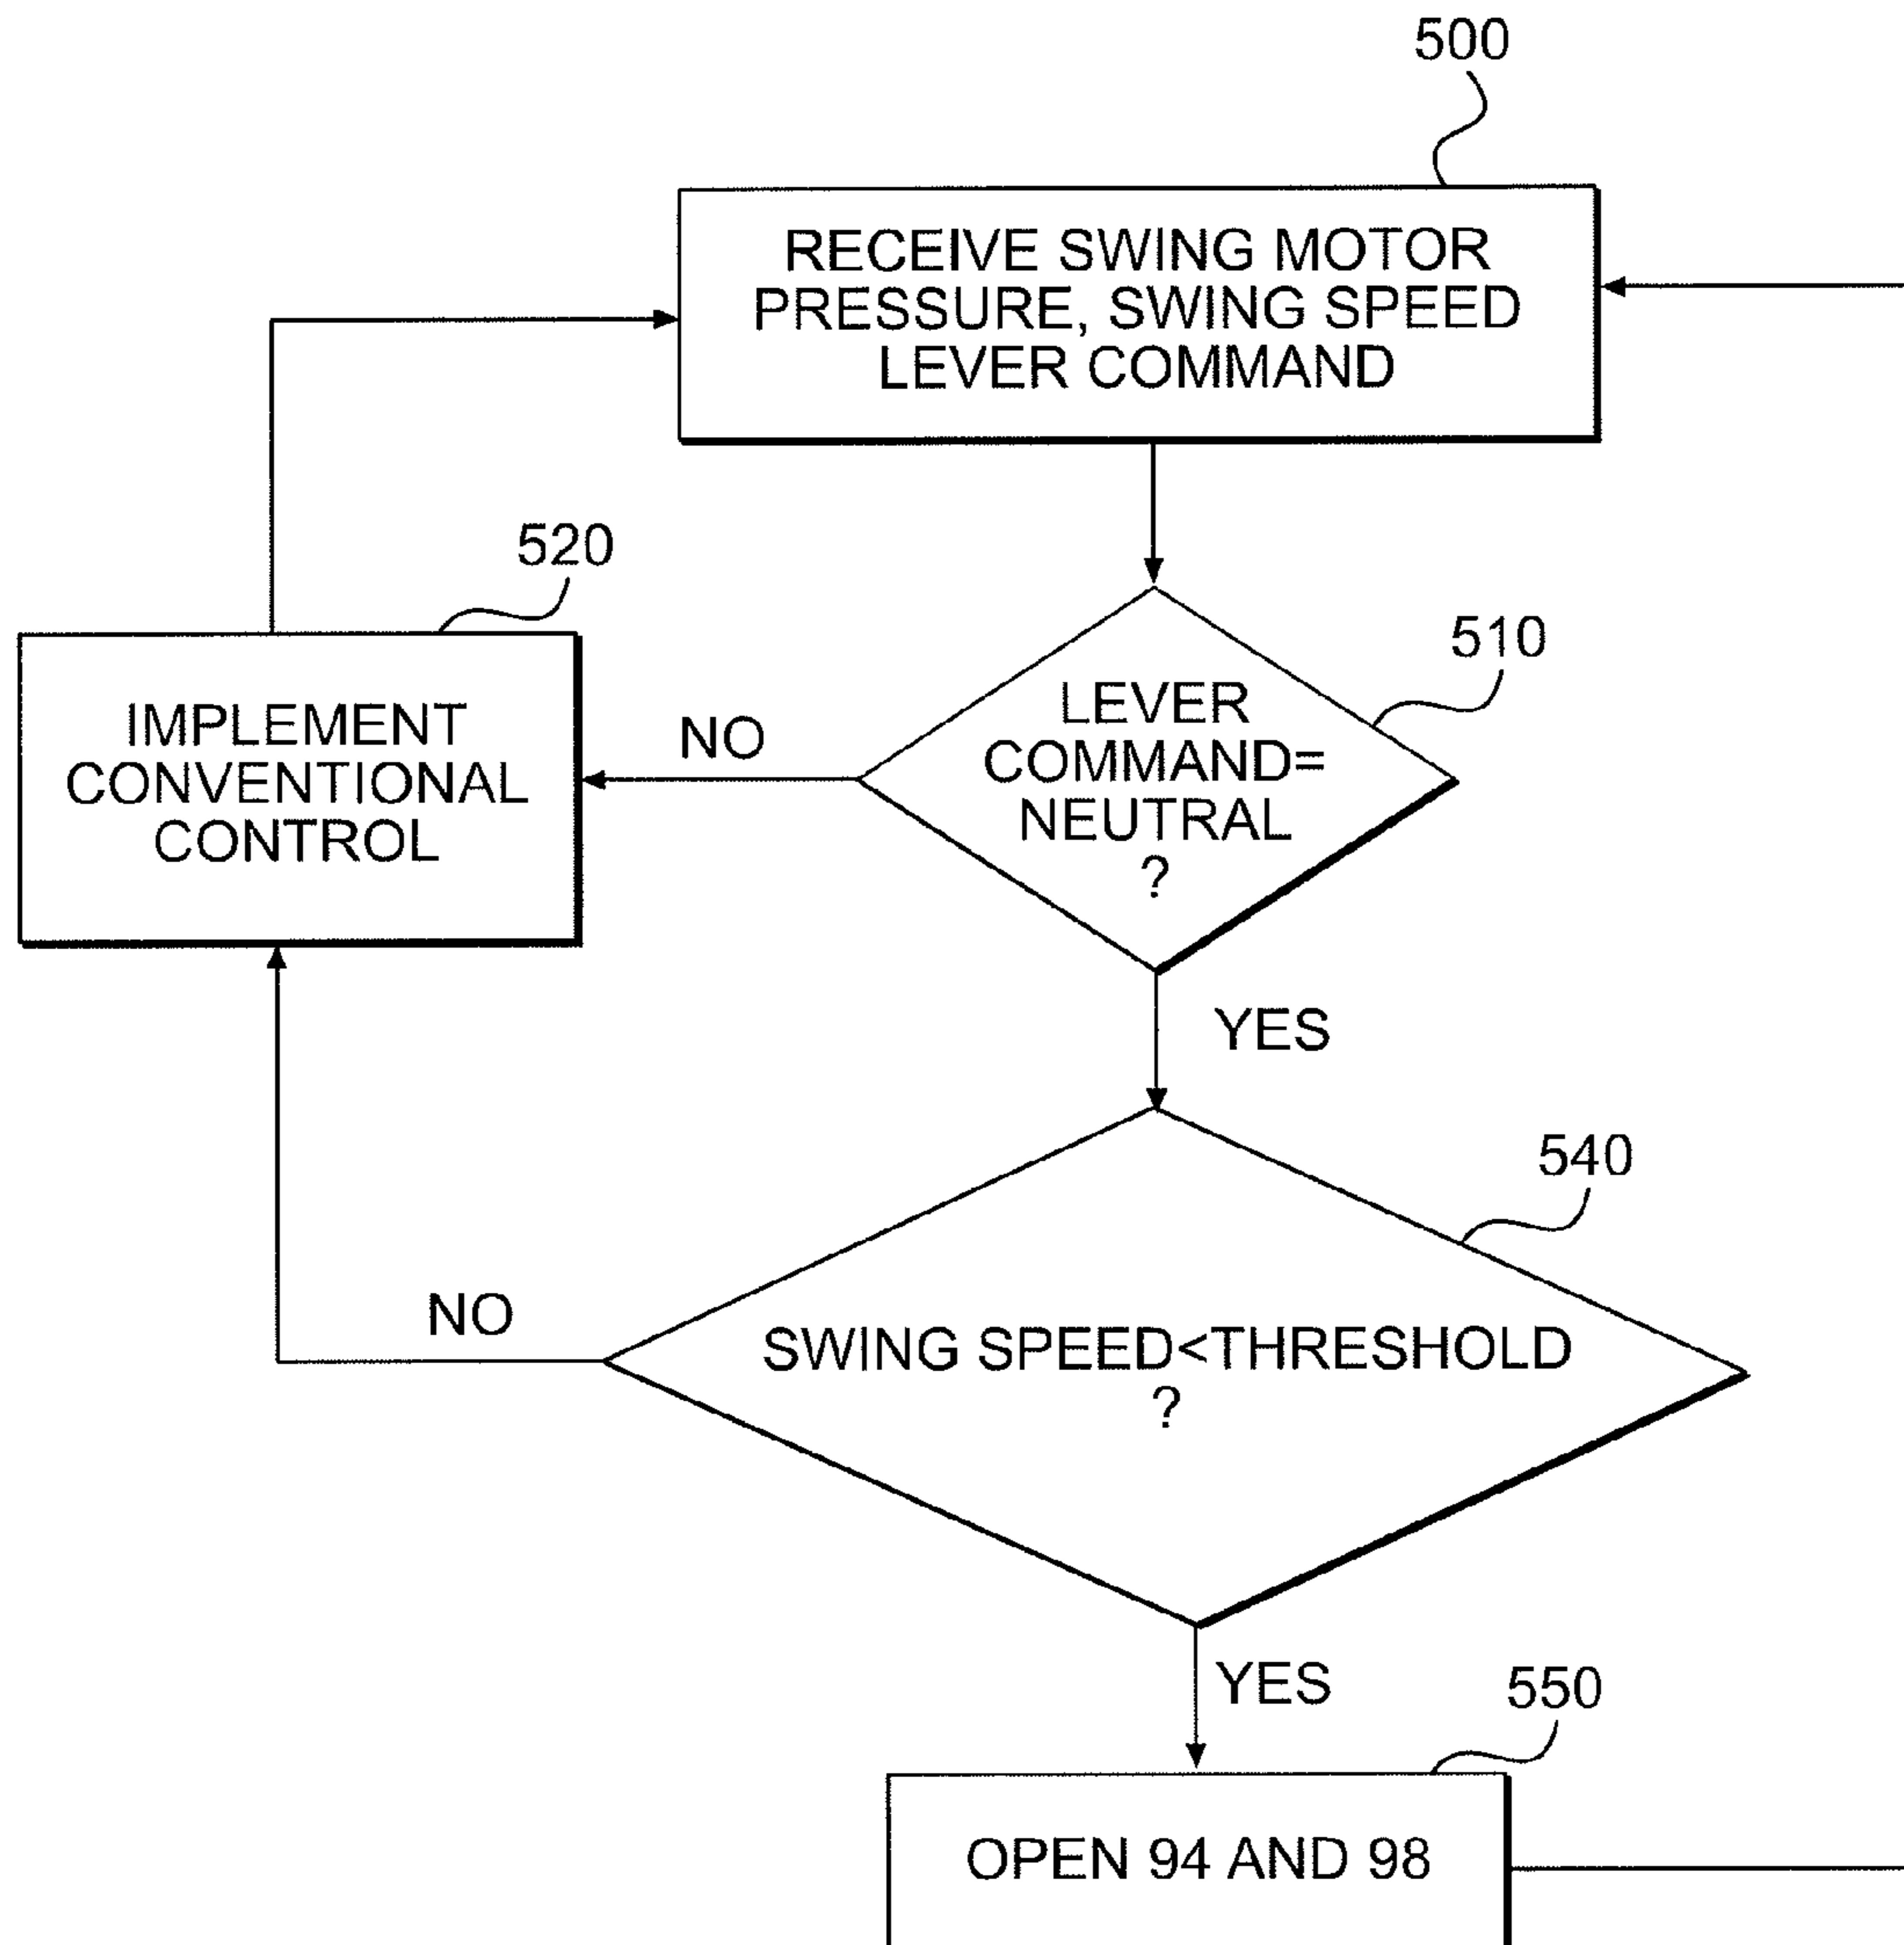 500
RECEIVE SWING MOTOR
PRESSURE, SWING SPEED
LEVER COMMAND
520
510
IMPLEMENT
CONVENTIONAL
CONTROL
NO
LEVER
COMMAND=
NEUTRAL
?
YES
540
NO
SWING SPEED<THRESHOLD
?
YES
550
OPEN 94 AND 98